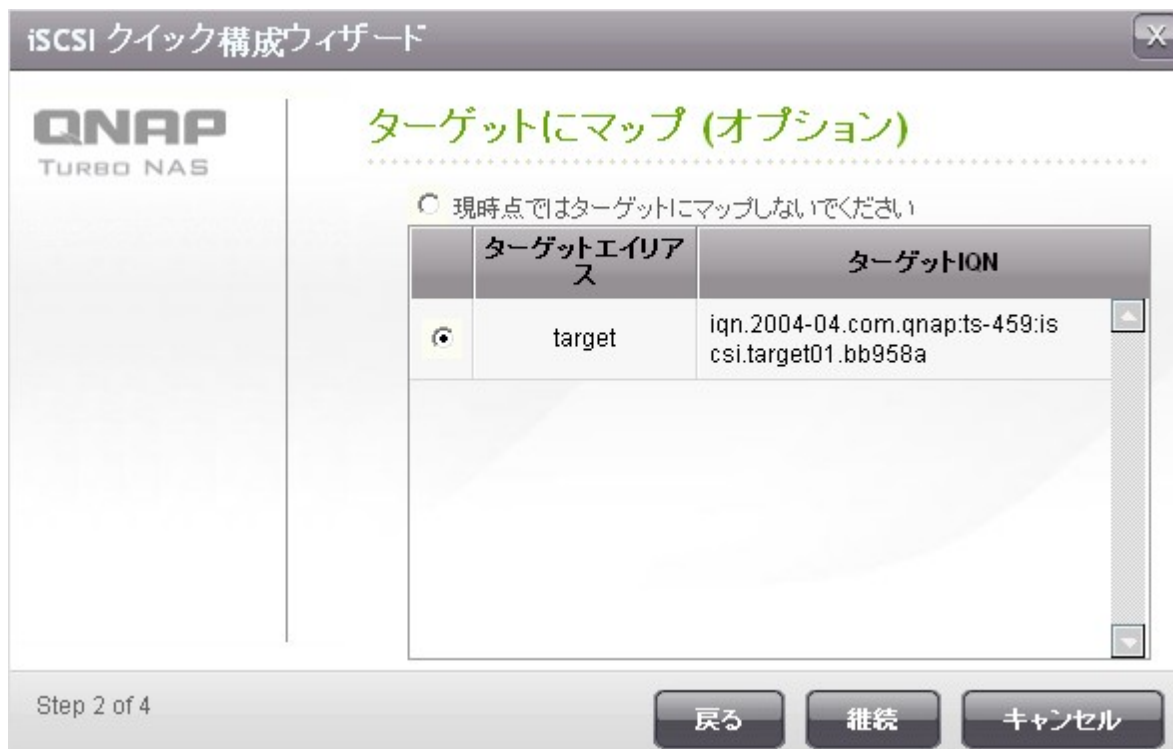 iSCSI クイック構成ウィザード
X
QNAP
TURBO NAS
ターゲットにマップ (オプション)
現時点ではターゲットにマップしないでください
ターゲットエイリア
ス
ターゲットIQN
target
iqn.2004-04.com.qnap:ts-459:is
csi.target01.bb958a
Step 2 of 4
戻る
継続
キャンセル